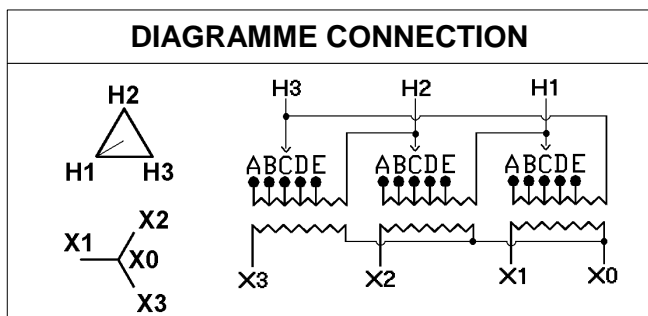 DIAGRAMME CONNECTION
H3 H2 H1
H2
H1 H3
ABCDE ABCDE ABCDE
X2
X1 X0
X3
X3 X2 X1 X0